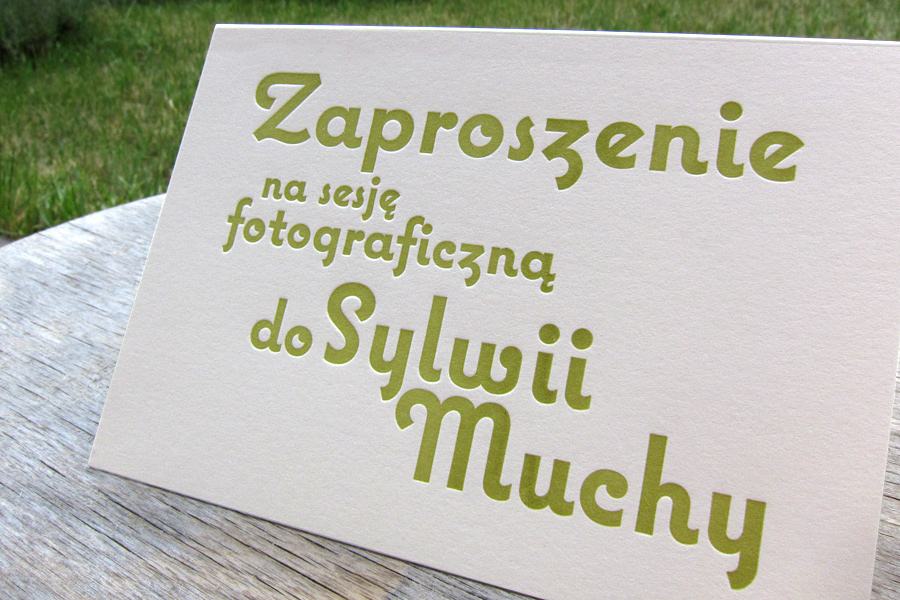 Zaproszenie
na sesję
fotograficzną
do Sylwii
Muchy